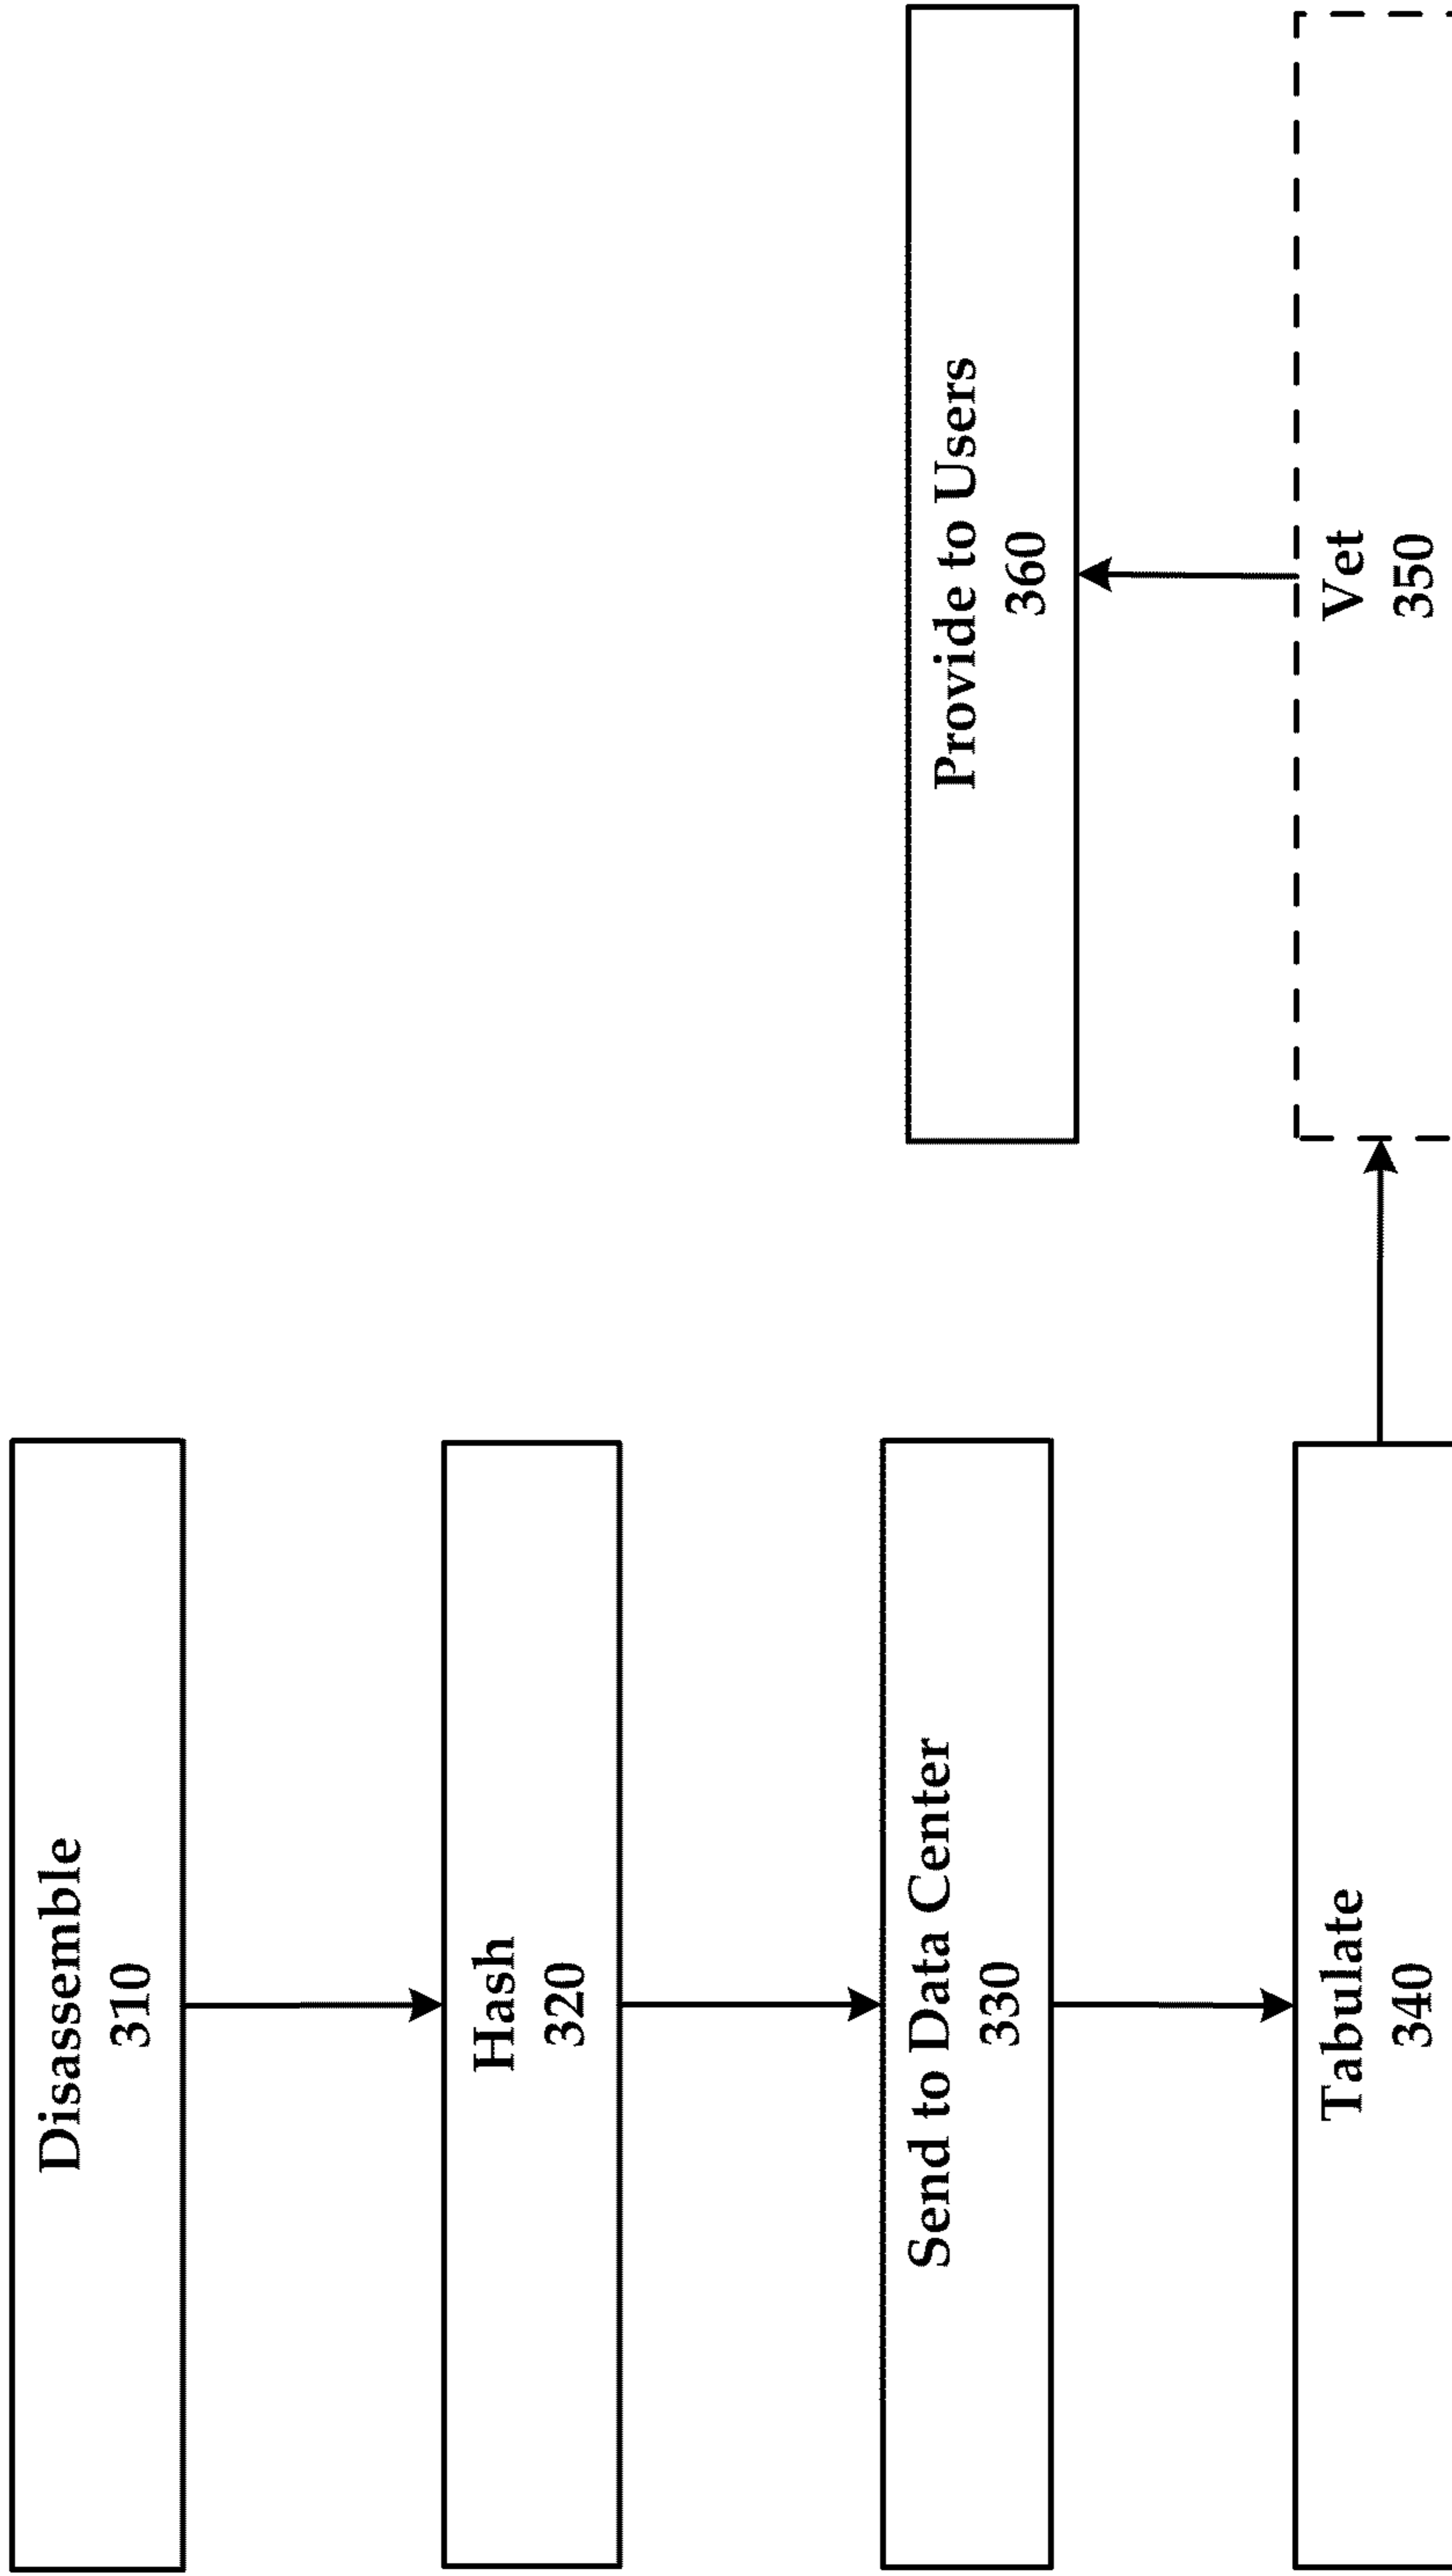 Disassemble
310
Hash
320
Send to Data Center
330
Tabulate
340
Vet
350
Provide to Users
360